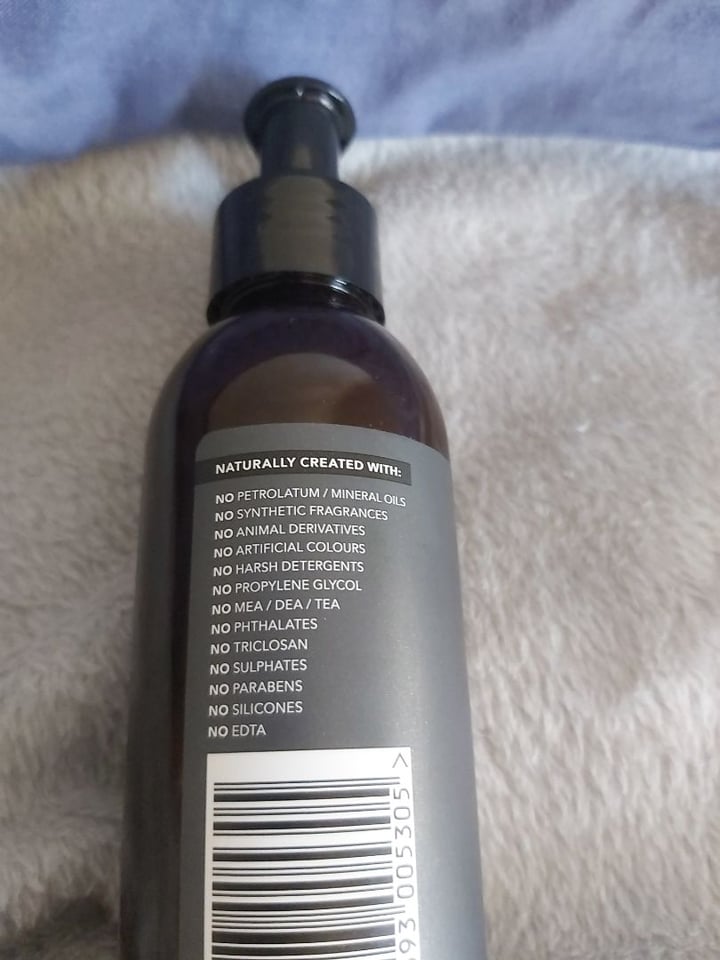 NATURALLY CREATED WITH:
NO PETROLATUM / MINERAL OILS
NO SYNTHETIC FRAGRANCES
NO ANIMAL DERIVATIVES
NO ARTIFICIAL COLOURS
NO HARSH DETERGENTS
NO PROPYLENE GLYCOL
NO MEA / DEA / TEA
NO PHTHALATES
NO TRICLOSAN
NO SULPHATES
NO PARABENS
NO SILICONES
NO EDTA
93 005305 >